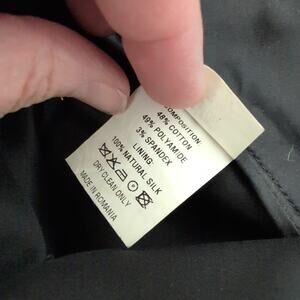 COMPOSITION
48% COTTON
49% POLYAMIDE
3% SPANDEX
LINING:
100% NATURAL SILK
DRY CLEAN ONLY
MADE IN ROMANIA